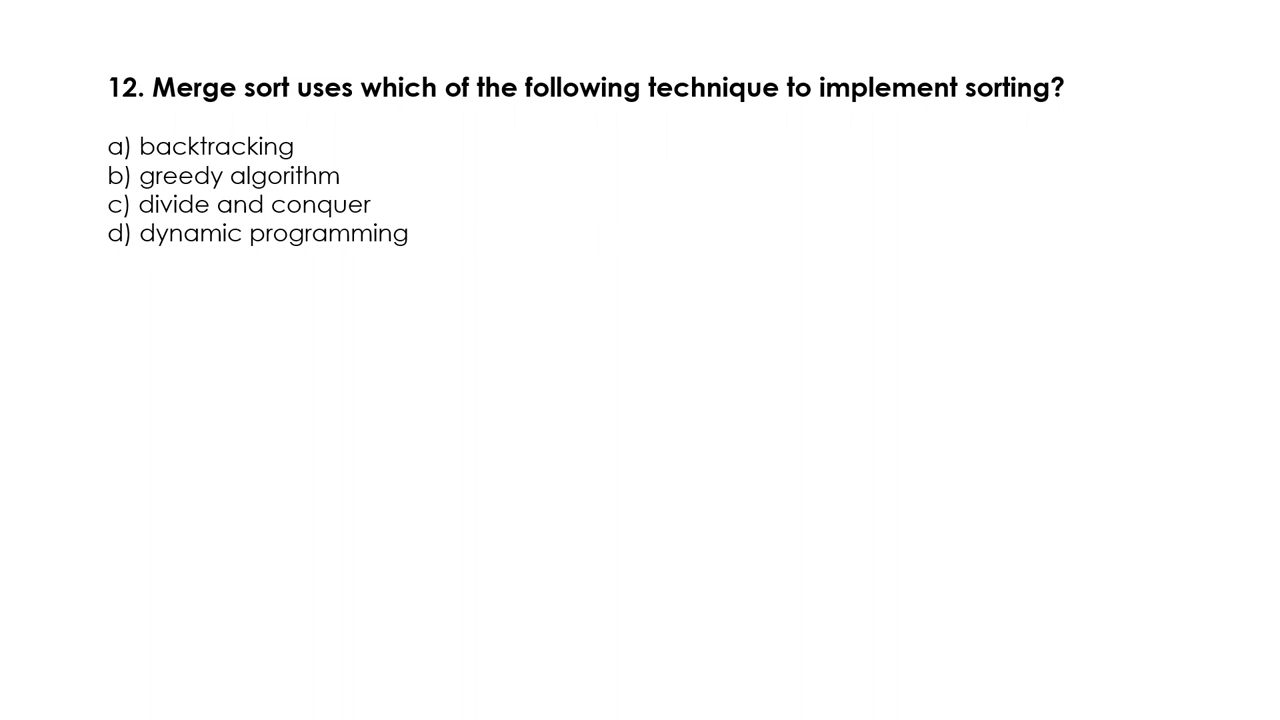 12. Merge sort uses which of the following technique to implement sorting?
a) backtracking
b) greedy algorithm
c) divide and conquer
d) dynamic programming